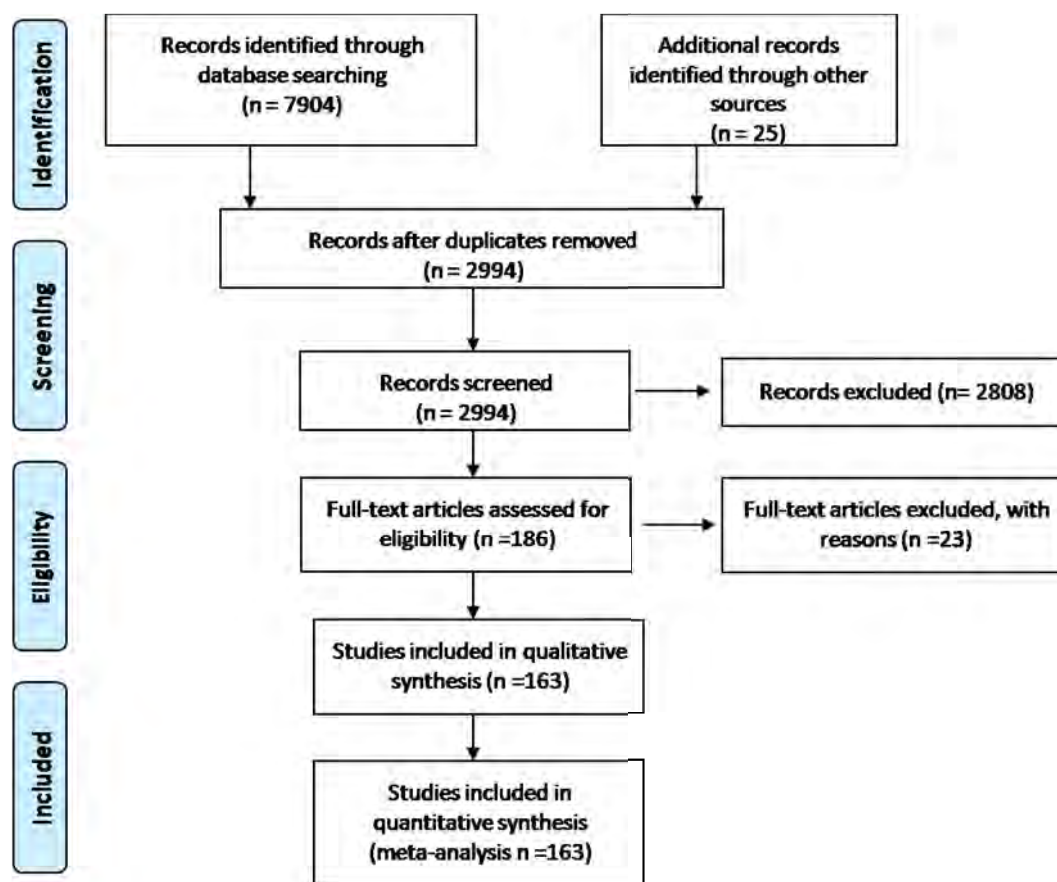 Identification
Records identified through
database searching
(n = 7904)
Additional records
identified through other
sources
(n = 25)
Screening
Records after duplicates removed
(n = 2994)
Records screened
(n = 2994)
Records excluded (n= 2808)
Eligibility
Full-text articles assessed for
eligibility (n =186)
Full-text articles excluded, with
reasons (n =23)
Studies included in qualitative
synthesis (n =163)
Included
Studies included in
quantitative synthesis
(meta-analysis n =163)